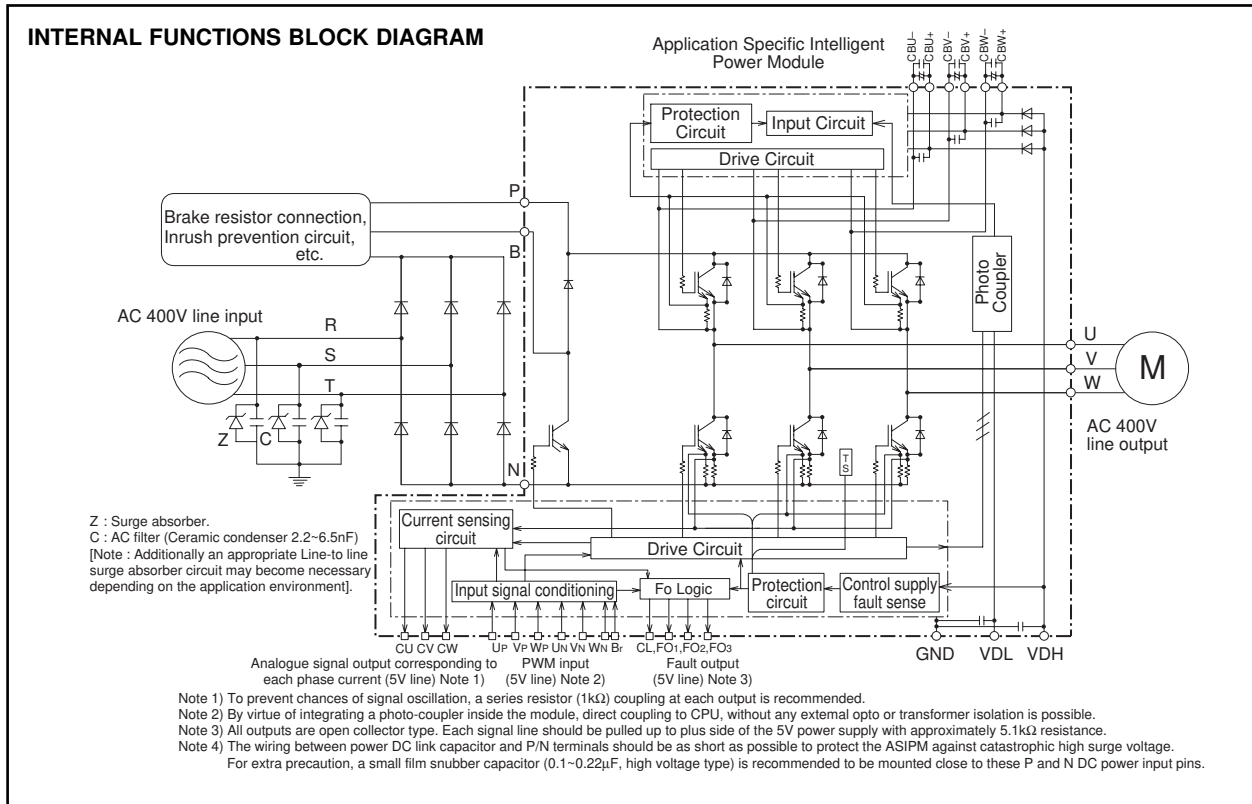 INTERNAL FUNCTIONS BLOCK DIAGRAM
Application Specific Intelligent
Power Module
CBU–
CBU+
CBV–
CBV+
CBW–
CBW+
Protection
Circuit
Input Circuit
Drive Circuit
P
Brake resistor connection,
Inrush prevention circuit,
etc.
B
Photo
Coupler
AC 400V line input
R
S
T
U
V
W
M
AC 400V
line output
Z
C
TS
N
Z : Surge absorber.
C : AC filter (Ceramic condenser 2.2~6.5nF)
[Note : Additionally an appropriate Line-to line
surge absorber circuit may become necessary
depending on the application environment].
Current sensing
circuit
Drive Circuit
Input signal conditioning
Fo Logic
Protection
circuit
Control supply
fault sense
CU CV CW
UP VP WP UN VN WN Br
CL,FO1,FO2,FO3
GND VDL VDH
Analogue signal output corresponding to
each phase current (5V line) Note 1)
PWM input
(5V line) Note 2)
Fault output
(5V line) Note 3)
Note 1) To prevent chances of signal oscillation, a series resistor (1kΩ) coupling at each output is recommended.
Note 2) By virtue of integrating a photo-coupler inside the module, direct coupling to CPU, without any external opto or transformer isolation is possible.
Note 3) All outputs are open collector type. Each signal line should be pulled up to plus side of the 5V power supply with approximately 5.1kΩ resistance.
Note 4) The wiring between power DC link capacitor and P/N terminals should be as short as possible to protect the ASIPM against catastrophic high surge voltage.
For extra precaution, a small film snubber capacitor (0.1~0.22μF, high voltage type) is recommended to be mounted close to these P and N DC power input pins.